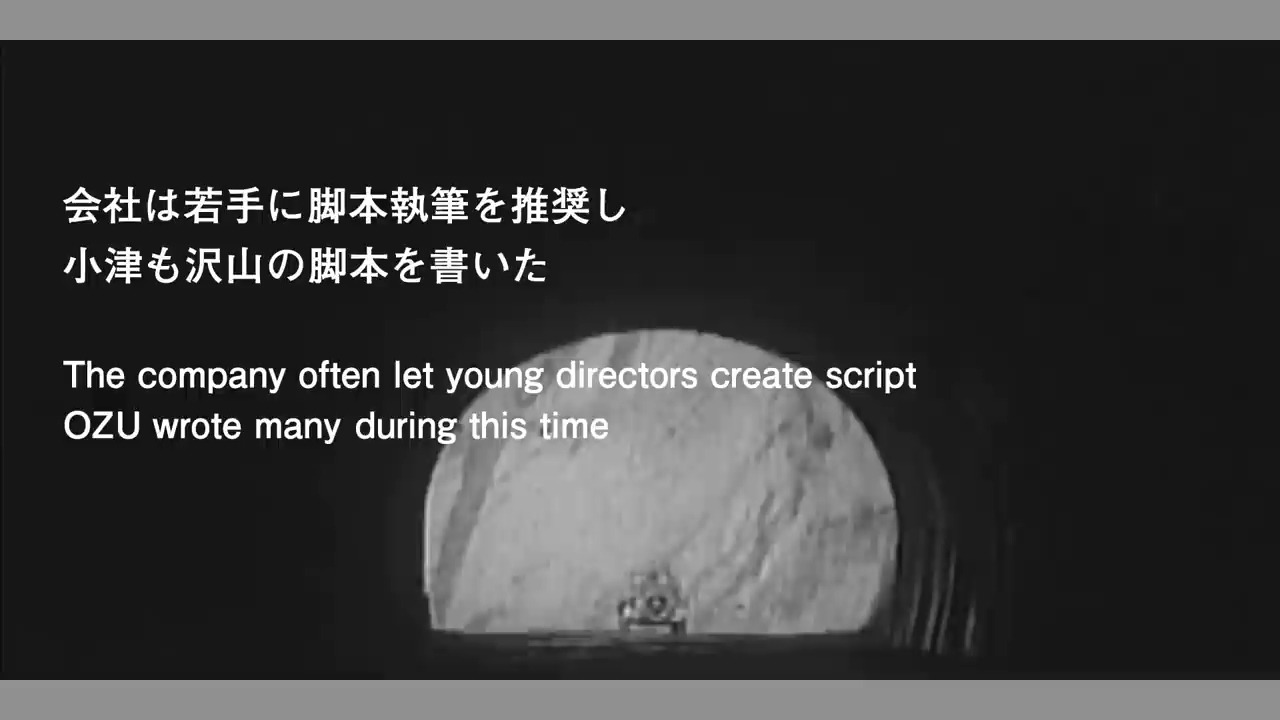 会社は若手に脚本執筆を推奨し
小津も沢山の脚本を書いた
The company often let young directors create script
OZU wrote many during this time